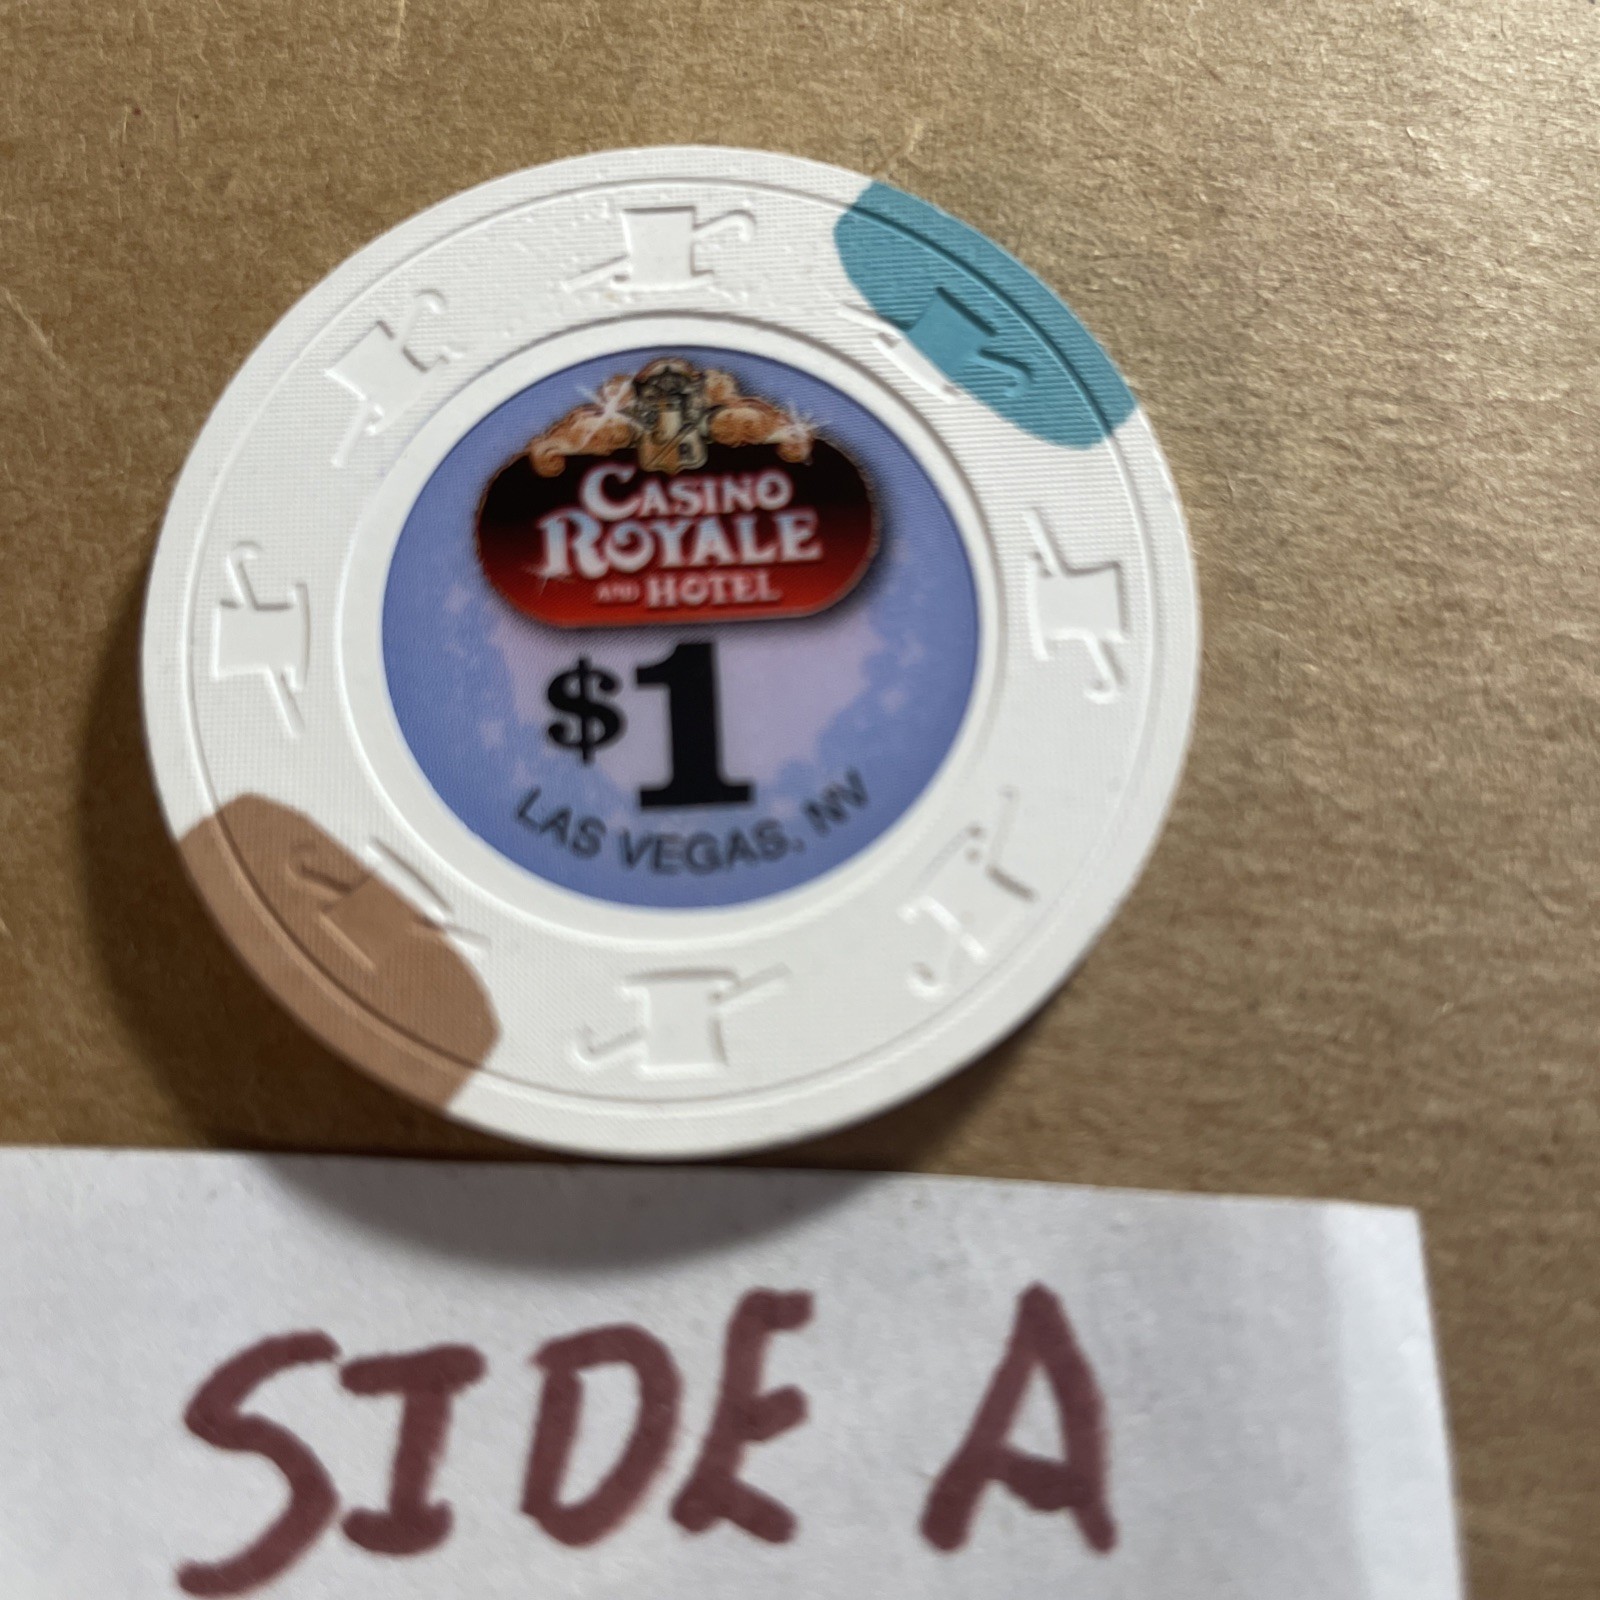 CASINO
ROYALE
AND HOTEL
$1
LAS VEGAS, NV
SIDE A